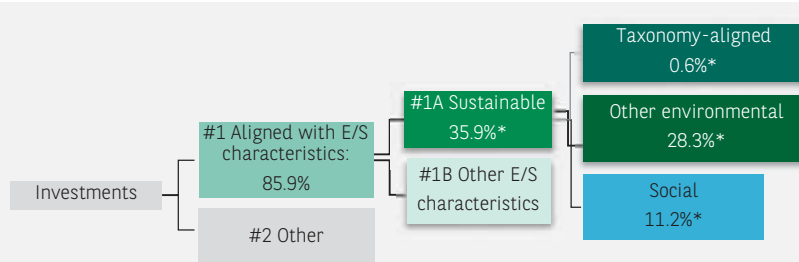 Investments
#1 Aligned with E/S
characteristics:
85.9%
#2 Other
#1A Sustainable
35.9%*
#1B Other E/S
characteristics
Taxonomy-aligned
0.6%*
Other environmental
28.3%*
Social
11.2%*